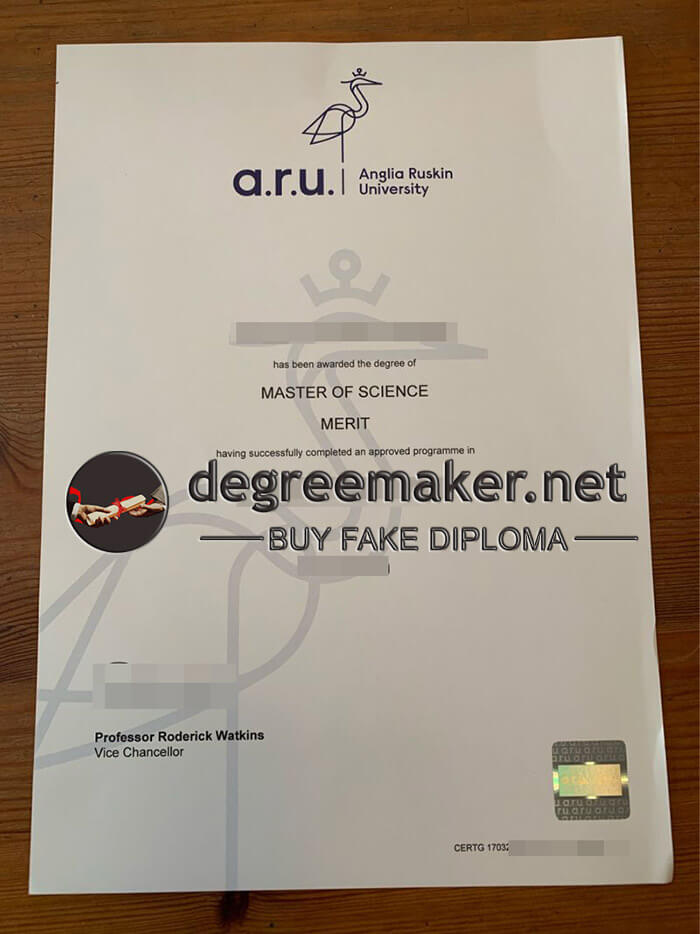 a.r.u. Anglia Ruskin
University
has been awarded the degree of
MASTER OF SCIENCE
MERIT
having successfully completed an approved programme in
degreemaker.net
BUY FAKE DIPLOMA
Professor Roderick Watkins
Vice Chancellor
a.r.u.
CERTG 17032